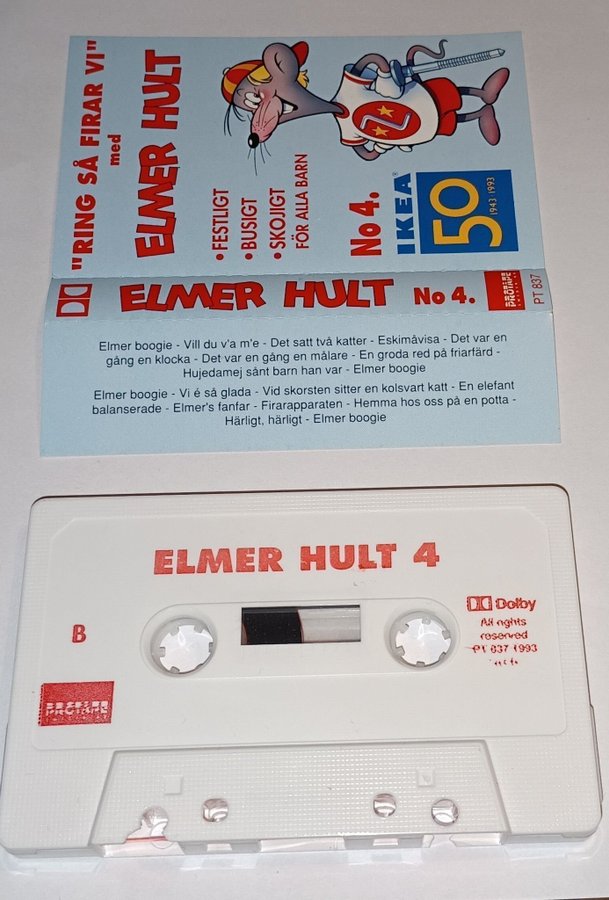 "RING SÅ FIRAR VI"
med
ELMER HULT
• FESTLIGT
• BUSIGT
• SKOJIGT
FÖR ALLA BARN
No 4.
IKEA®
50
1943 1993
ELMER HULT No 4.
PROTAPE
PT 837
Elmer boogie - Vill du v'a m'e - Det satt två katter - Eskimåvisa - Det var en
gång en klocka - Det var en gång en målare - En groda red på friarfärd -
Hujedamej sånt barn han var - Elmer boogie
Elmer boogie - Vi é så glada - Vid skorsten sitter en kolsvart katt - En elefant
balanserade - Elmer's fanfar - Firarapparaten - Hemma hos oss på en potta -
Härligt, härligt - Elmer boogie
ELMER HULT 4
B
Dolby
All rights
reserved
PT 837 1993
PROTAPE